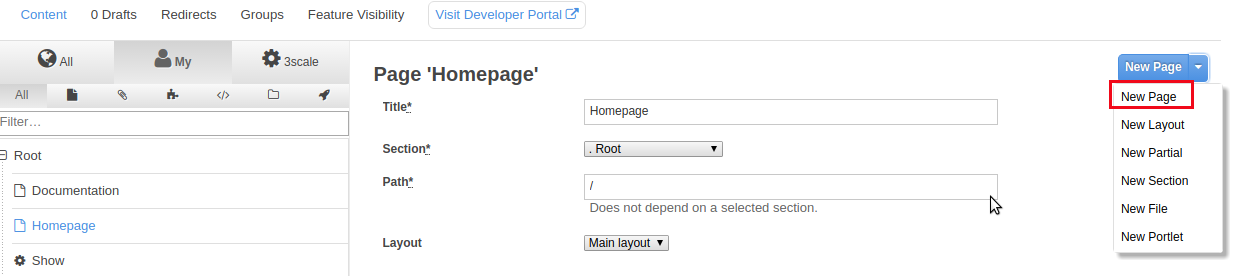 Content 0 Drafts Redirects Groups Feature Visibility Visit Developer Portal
All My 3scale
All
Filter…
Root
Documentation
Homepage
Show
Page 'Homepage'
New Page
Title* Homepage
Section* . Root
Path* /
Does not depend on a selected section.
Layout Main layout
New Page
New Layout
New Partial
New Section
New File
New Portlet